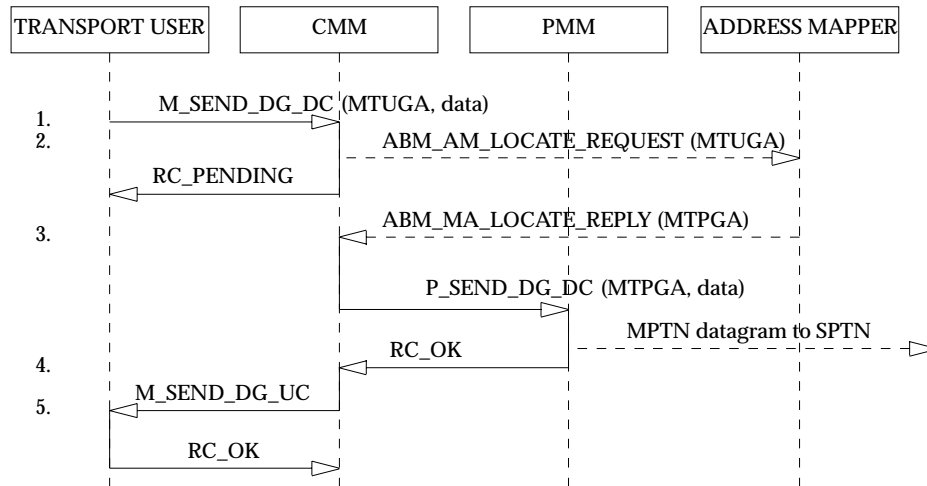 TRANSPORT USER CMM PMM ADDRESS MAPPER
M_SEND_DG_DC (MTUGA, data)
1.
2. ABM_AM_LOCATE_REQUEST (MTUGA)
RC_PENDING
ABM_MA_LOCATE_REPLY (MTPGA)
3.
P_SEND_DG_DC (MTPGA, data)
MPTN datagram to SPTN
RC_OK
4.
M_SEND_DG_UC
5.
RC_OK